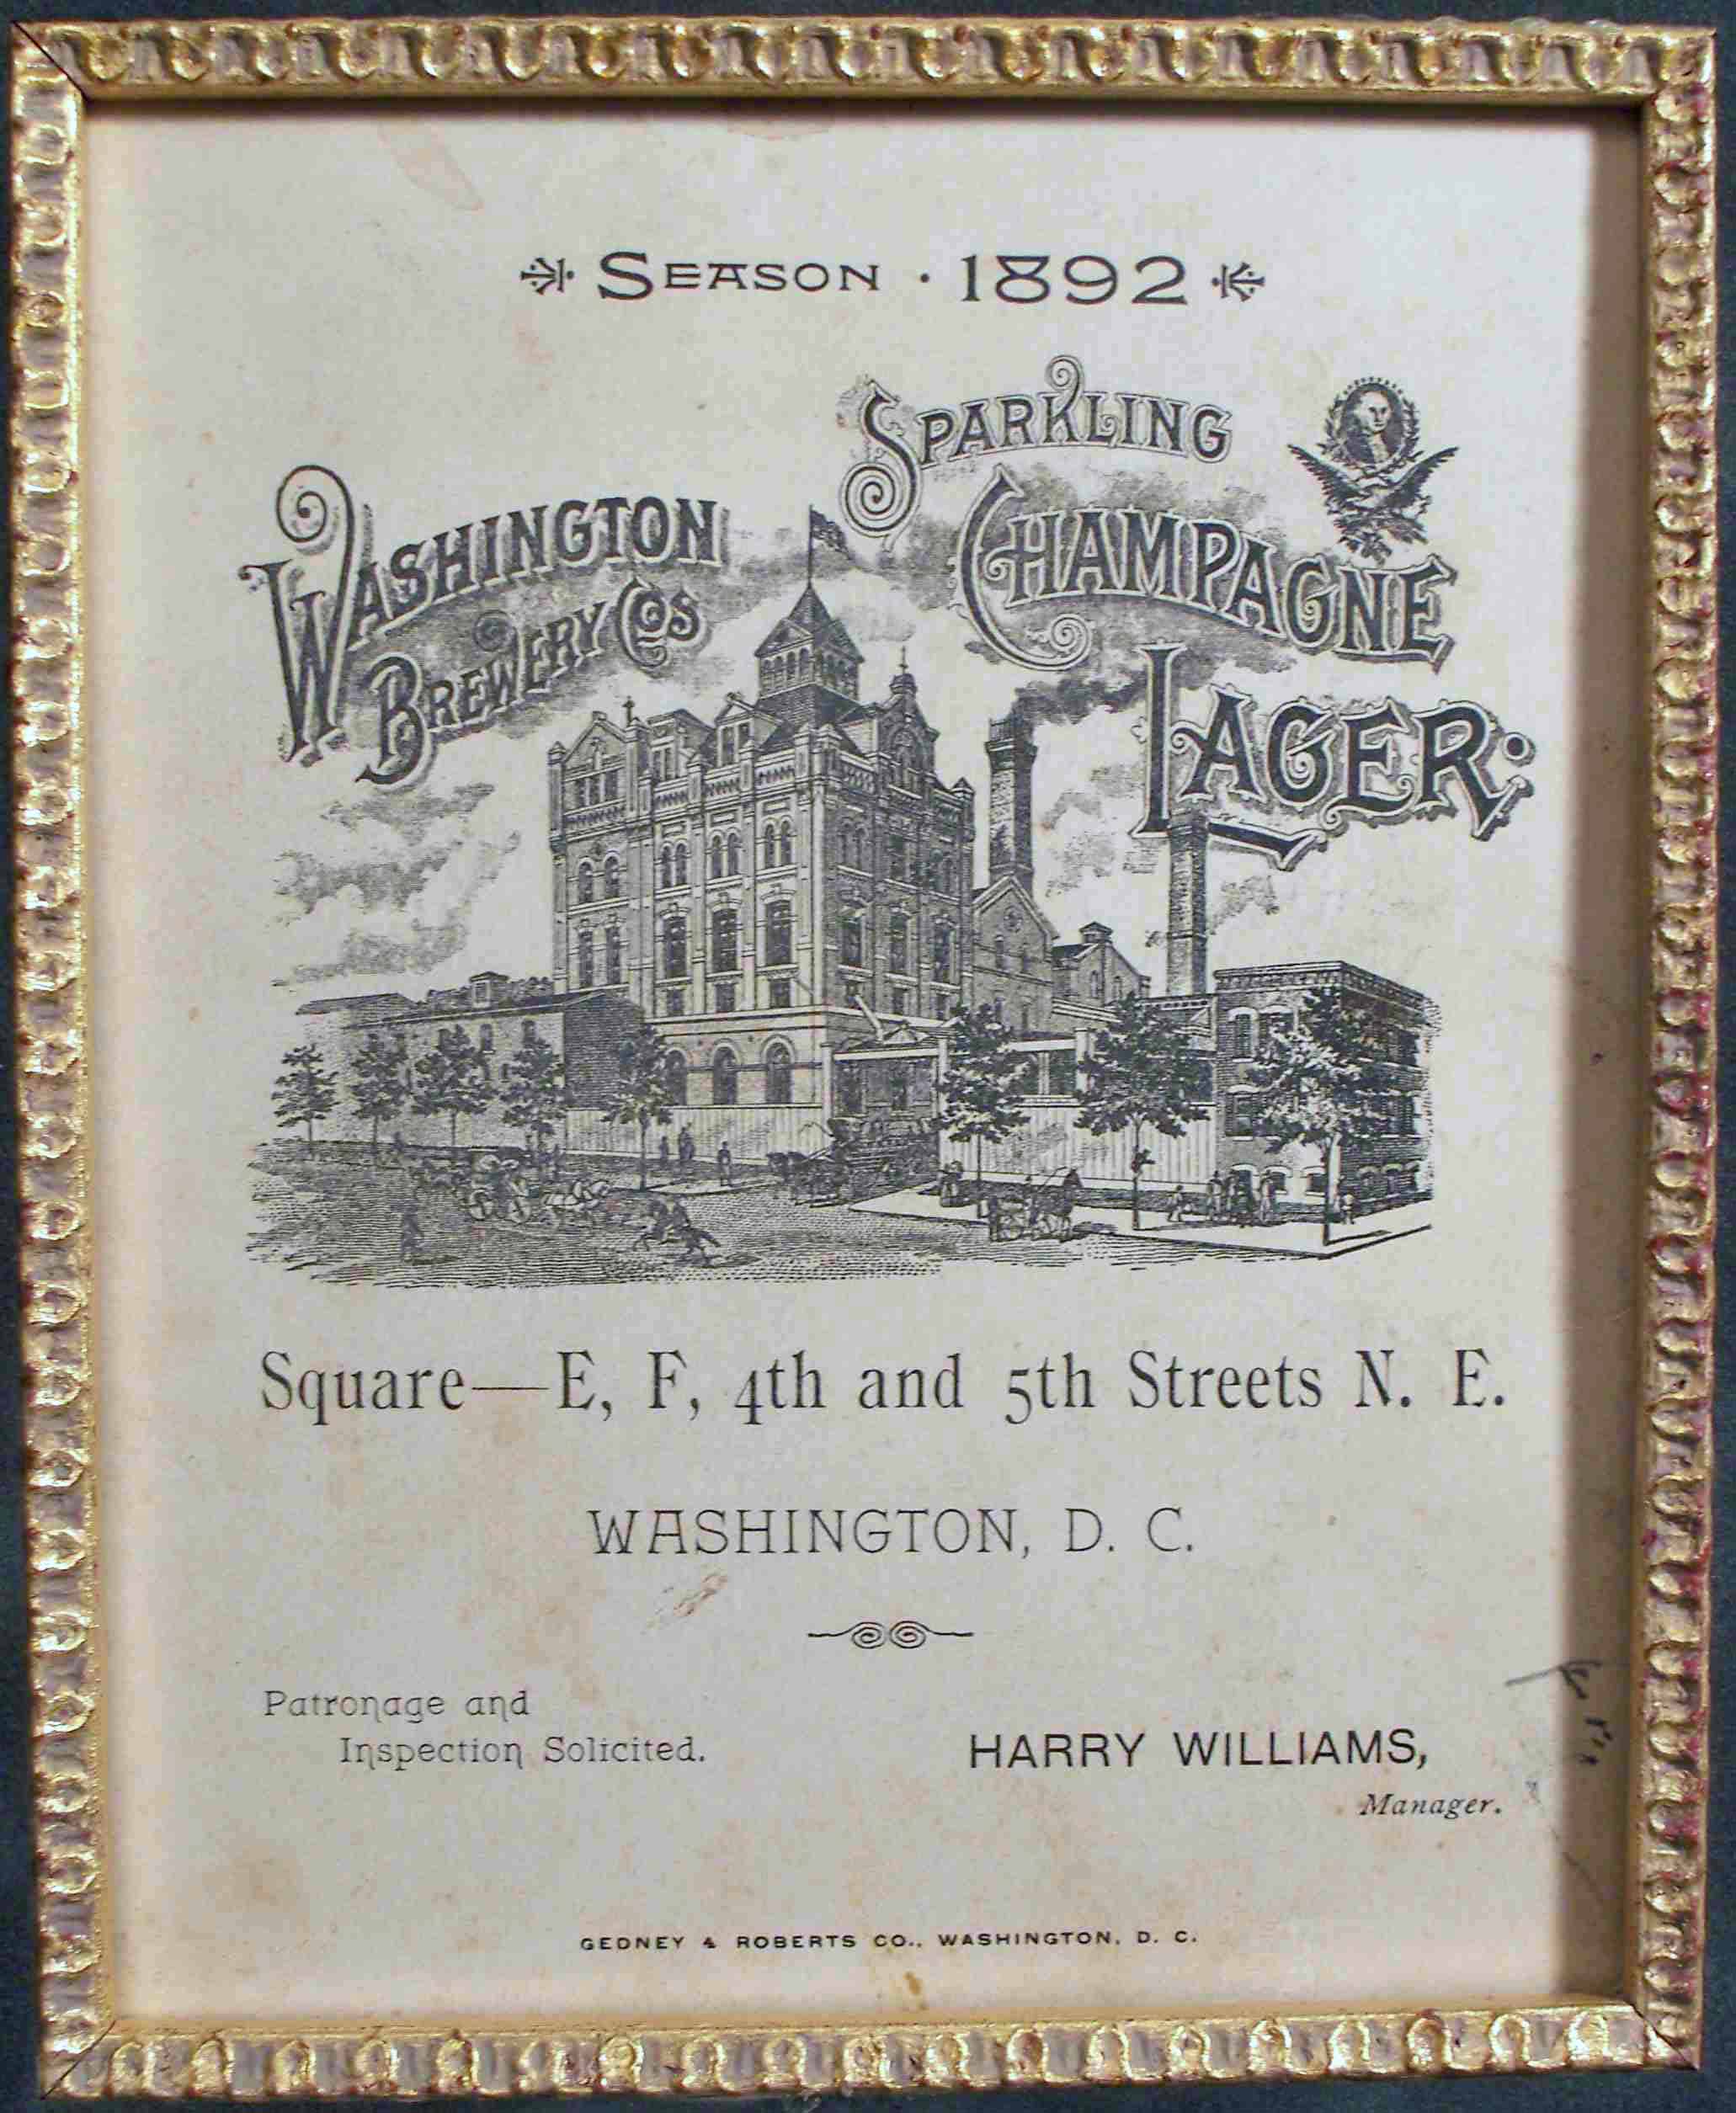 SEASON · 1892
WASHINGTON
BREWERY COS
SPARKLING
CHAMPAGNE
LAGER:
Square—E, F, 4th and 5th Streets N. E.
WASHINGTON, D. C.
Patronage and
Inspection Solicited.
HARRY WILLIAMS,
Manager.
GEDNEY & ROBERTS CO., WASHINGTON, D. C.